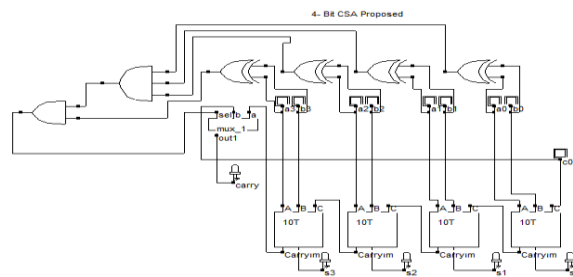 4- Bit CSA Proposed
a3 b3 a2 b2 a1 b1 a0 b0
sel b a
mux_1
out1
c0
carry
A B C A B C A B C A B C
10T 10T 10T 10T
Carryim Carryim Carryim Carryim
s3 s2 s1 s